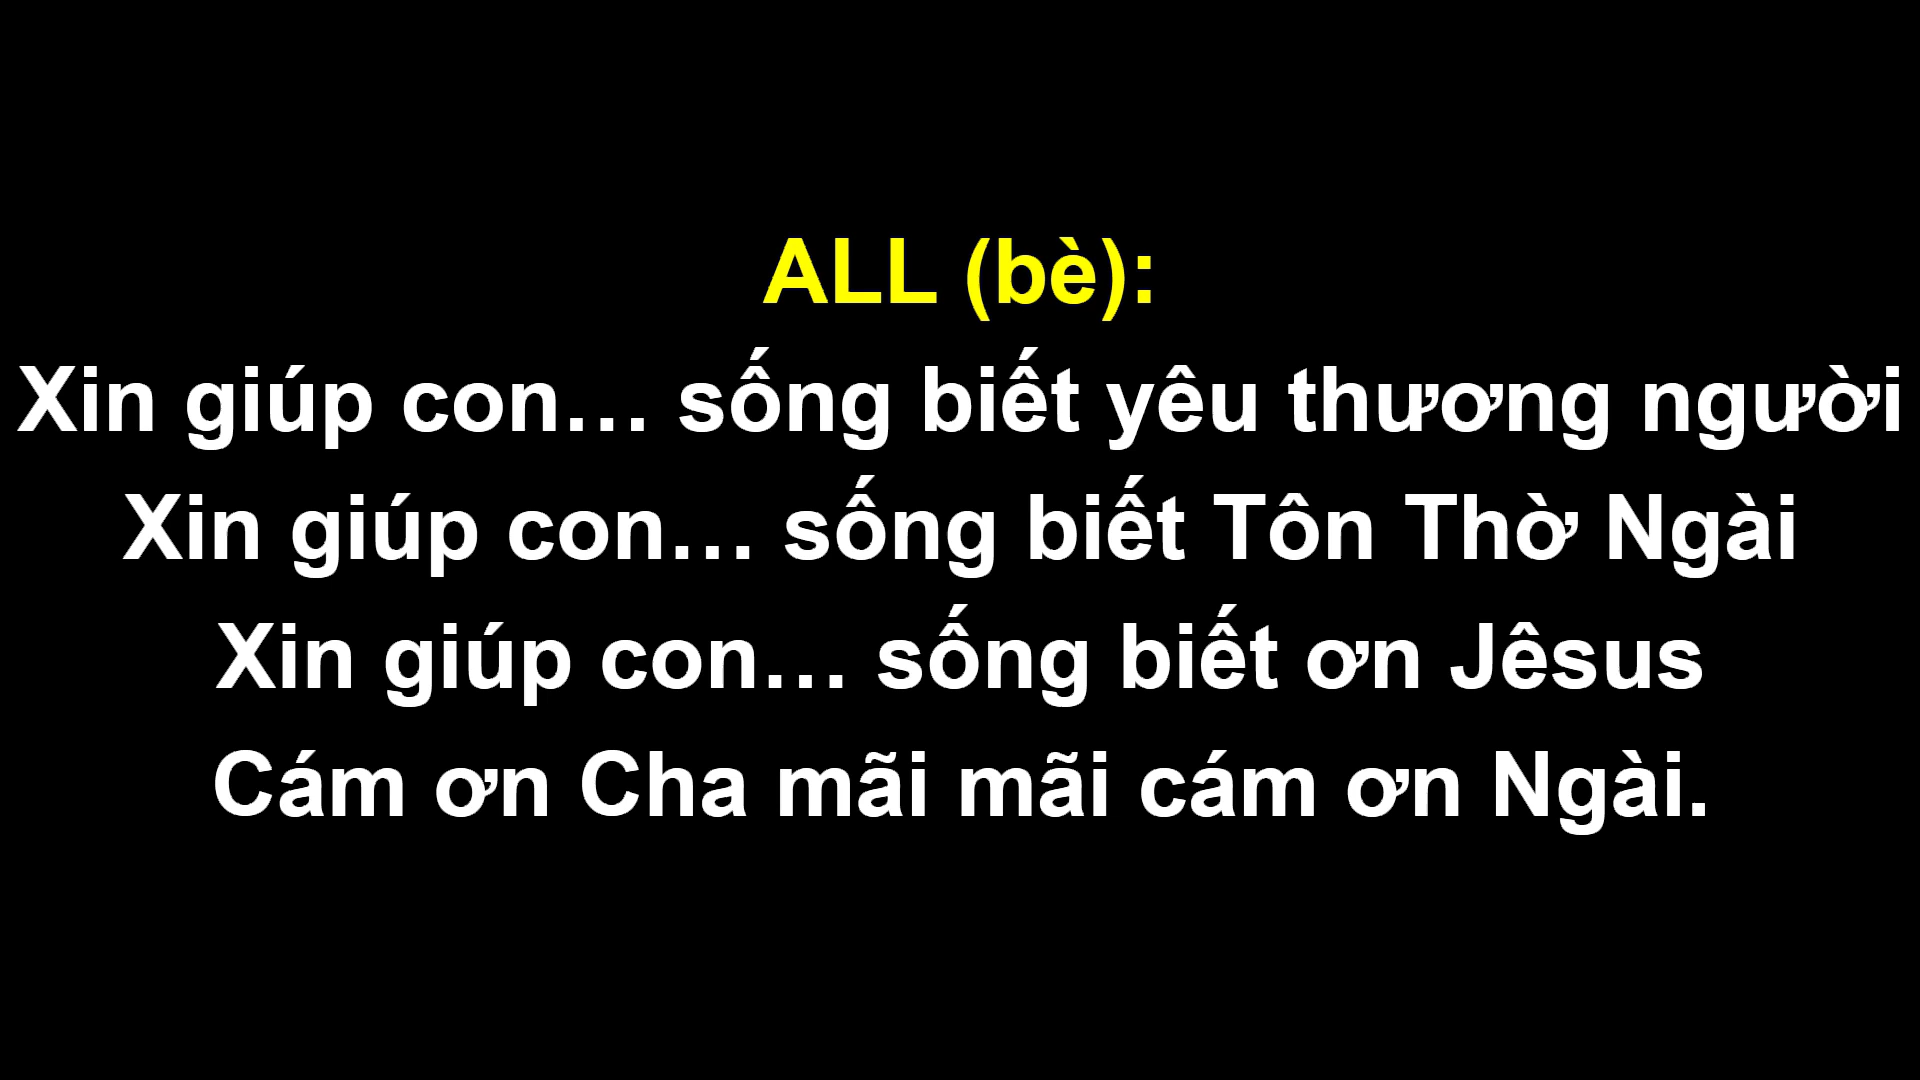 ALL (bè):
Xin giúp con… sống biết yêu thương người
Xin giúp con… sống biết Tôn Thờ Ngài
Xin giúp con… sống biết ơn Jêsus
Cám ơn Cha mãi mãi cám ơn Ngài.